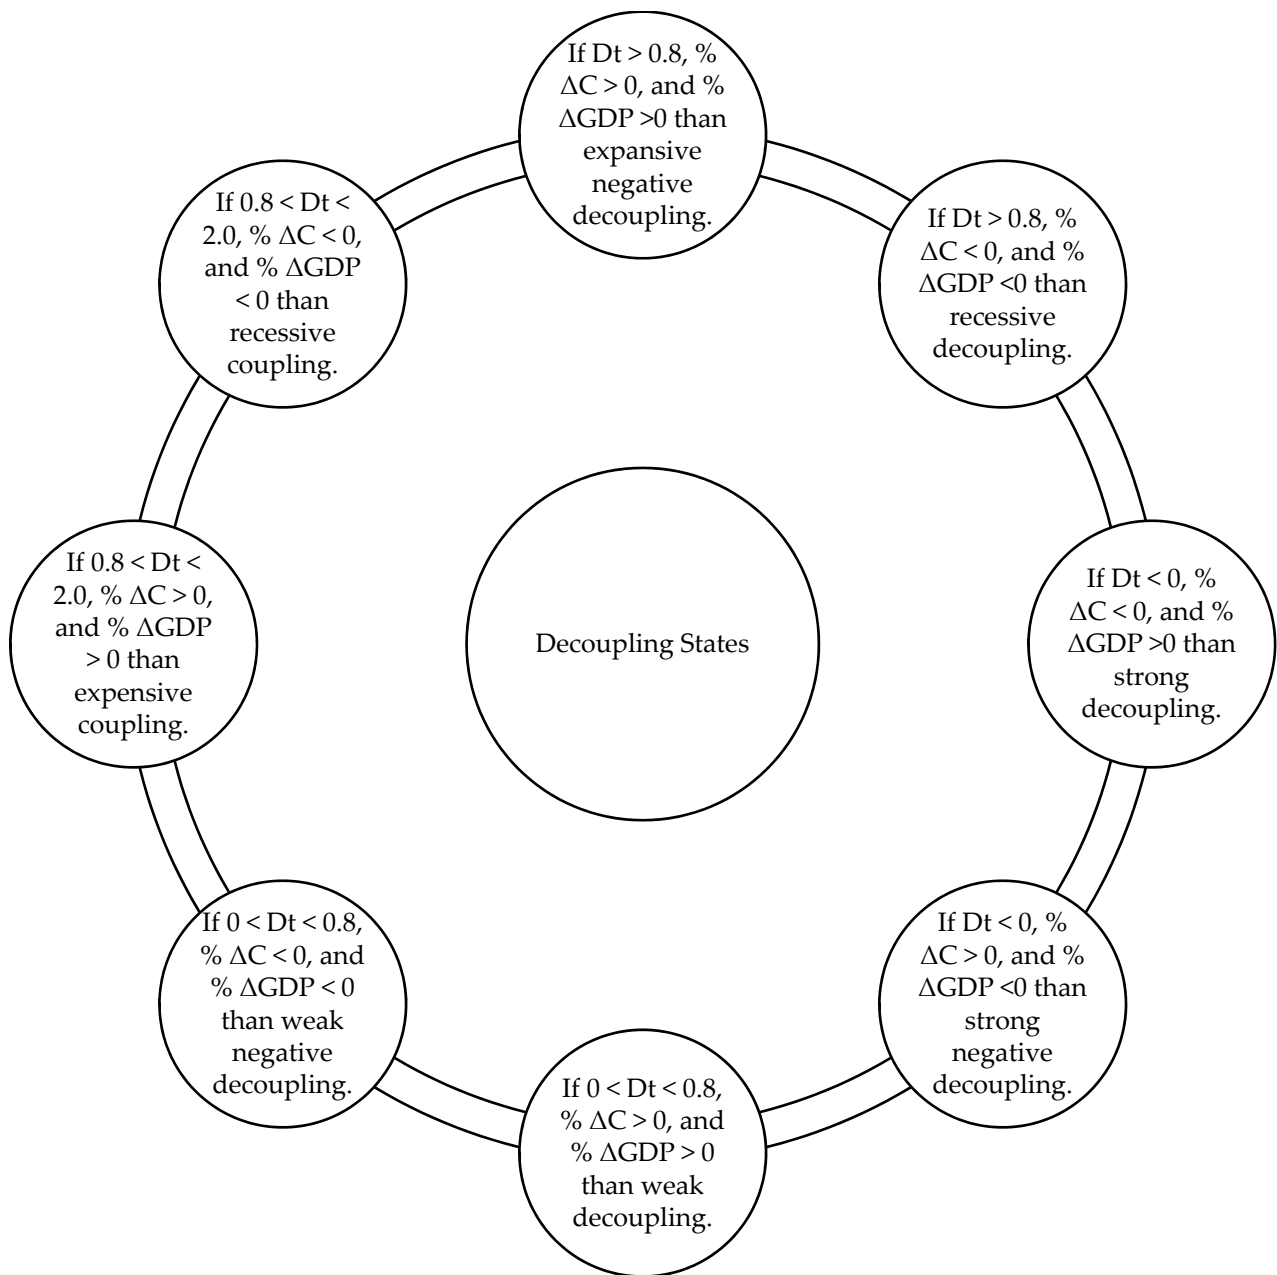 If Dt > 0.8, %
ΔC > 0, and %
ΔGDP >0 than
expansive
negative
decoupling.
If Dt > 0.8, %
ΔC < 0, and %
ΔGDP <0 than
recessive
decoupling.
If Dt < 0, %
ΔC < 0, and %
ΔGDP >0 than
strong
decoupling.
If Dt < 0, %
ΔC > 0, and %
ΔGDP <0 than
strong
negative
decoupling.
If 0 < Dt < 0.8,
% ΔC > 0, and
% ΔGDP > 0
than weak
decoupling.
If 0 < Dt < 0.8,
% ΔC < 0, and
% ΔGDP < 0
than weak
negative
decoupling.
If 0.8 < Dt <
2.0, % ΔC > 0,
and % ΔGDP
> 0 than
expensive
coupling.
If 0.8 < Dt <
2.0, % ΔC < 0,
and % ΔGDP
< 0 than
recessive
coupling.
Decoupling States